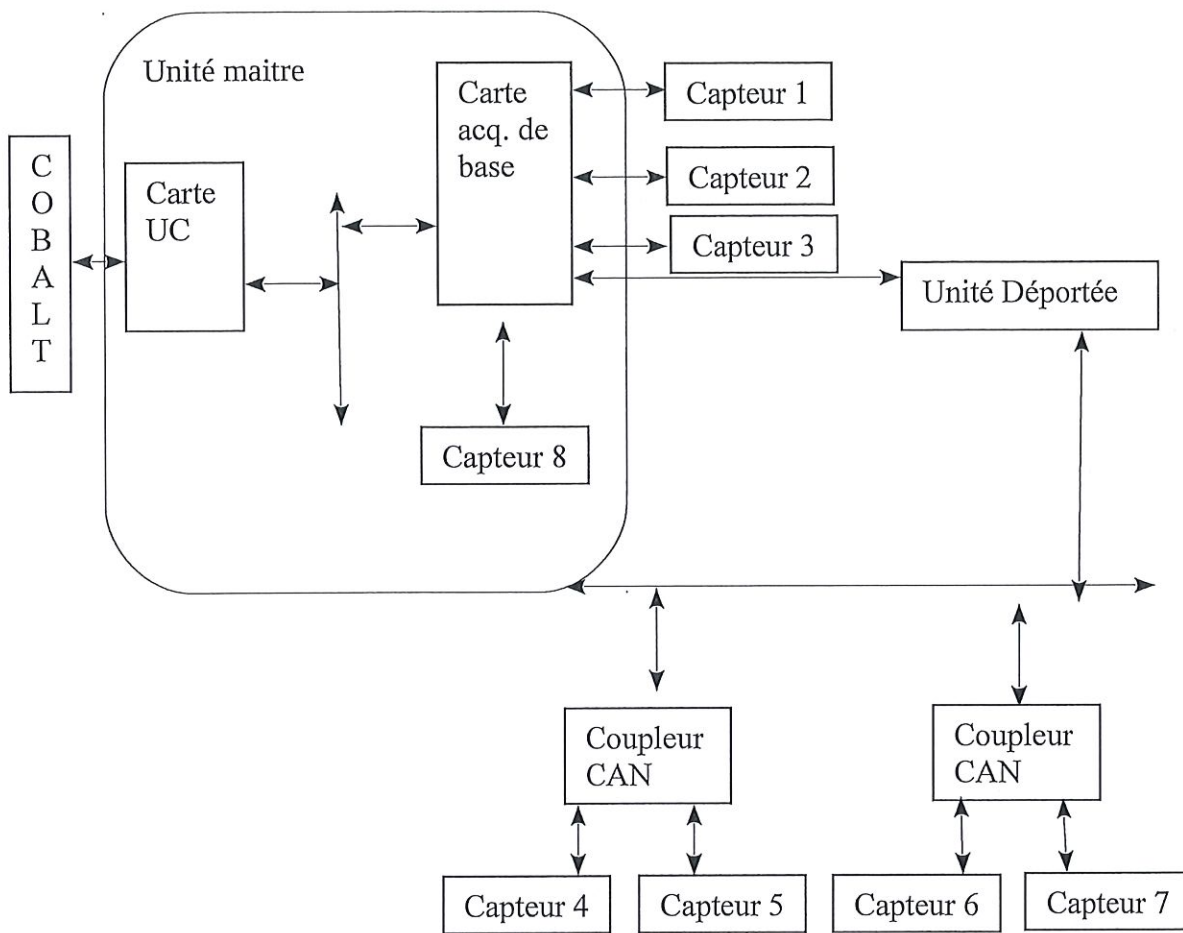 Unité maitre
Carte
acq. de
base
Capteur 1
C
O
B
A
L
T
Carte
UC
Capteur 2
Capteur 3
Unité Déportée
Capteur 8
Coupleur
CAN
Coupleur
CAN
Capteur 4
Capteur 5
Capteur 6
Capteur 7